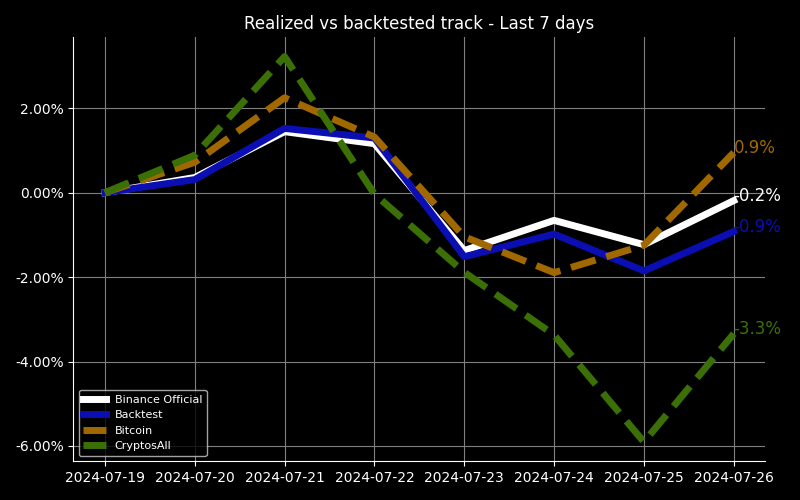 Realized vs backtested track - Last 7 days
2.00%
0.00%
-2.00%
-4.00%
-6.00%
0.9%
-0.2%
-0.9%
-3.3%
Binance Official
Backtest
Bitcoin
CryptosAll
2024-07-19 2024-07-20 2024-07-21 2024-07-22 2024-07-23 2024-07-24 2024-07-25 2024-07-26